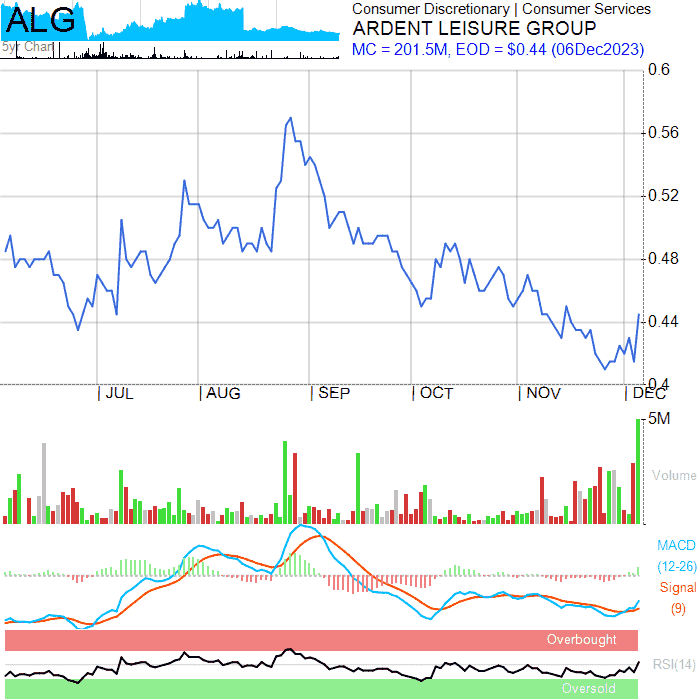 ALG
5yr Chart
Consumer Discretionary | Consumer Services
ARDENT LEISURE GROUP
MC = 201.5M, EOD = $0.44 (06Dec2023)
0.6
0.56
0.52
0.48
0.44
0.4
JUL
AUG
SEP
OCT
NOV
DEC
5M
Volume
MACD
(12-26)
Signal
(9)
Overbought
RSI(14)
Oversold